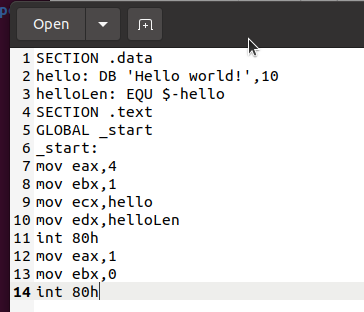 Open
1 SECTION .data
2 hello: DB 'Hello world!',10
3 helloLen: EQU $-hello
4 SECTION .text
5 GLOBAL _start
6 _start:
7 mov eax,4
8 mov ebx,1
9 mov ecx,hello
10 mov edx,helloLen
11 int 80h
12 mov eax,1
13 mov ebx,0
14 int 80h